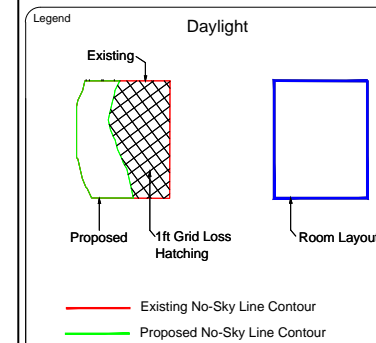 Legend
Daylight
Existing
Proposed
1ft Grid Loss
Hatching
Room Layout
Existing No-Sky Line Contour
Proposed No-Sky Line Contour